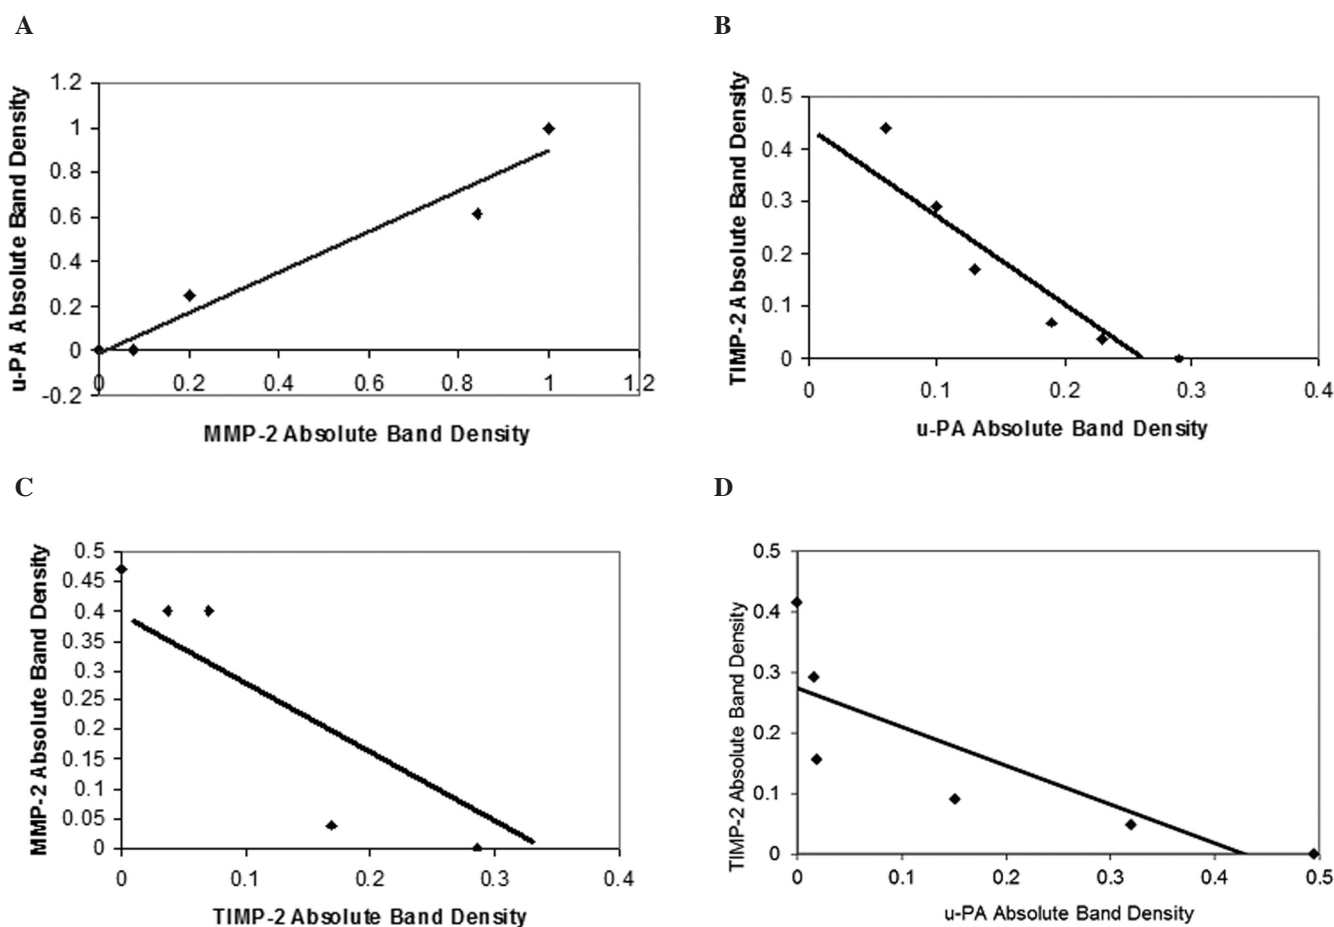 A
u-PA Absolute Band Density
1.2
1
0.8
0.6
0.4
0.2
0
-0.2
0 0.2 0.4 0.6 0.8 1 1.2
MMP-2 Absolute Band Density
B
TIMP-2 Absolute Band Density
0.5
0.4
0.3
0.2
0.1
0
0 0.1 0.2 0.3 0.4
u-PA Absolute Band Density
C
MMP-2 Absolute Band Density
0.5
0.45
0.4
0.35
0.3
0.25
0.2
0.15
0.1
0.05
0
0 0.1 0.2 0.3 0.4
TIMP-2 Absolute Band Density
D
TIMP-2 Absolute Band Density
0.5
0.4
0.3
0.2
0.1
0
0 0.1 0.2 0.3 0.4 0.5
u-PA Absolute Band Density